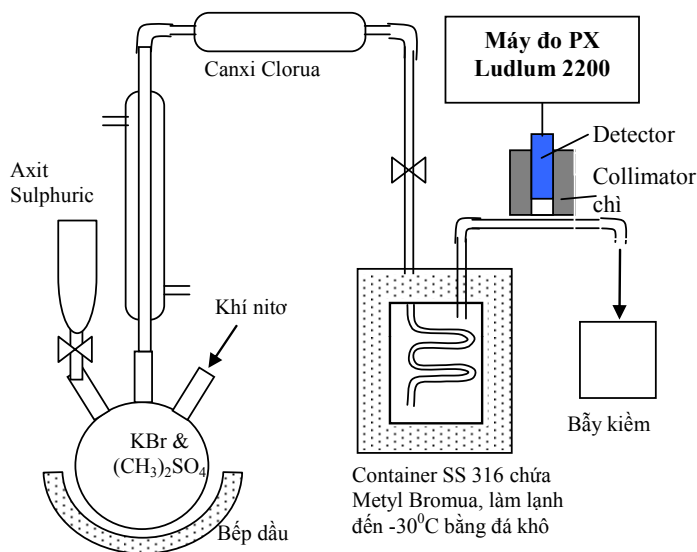 Máy đo PX
Ludlum 2200
Canxi Clorua
Detector
Collimator
chì
Axit
Sulphuric
Khí nitơ
KBr &
(CH₃)₂SO₄
Bếp dầu
Bẫy kiềm
Container SS 316 chứa
Metyl Bromua, làm lạnh
đến -30⁰C bằng đá khô